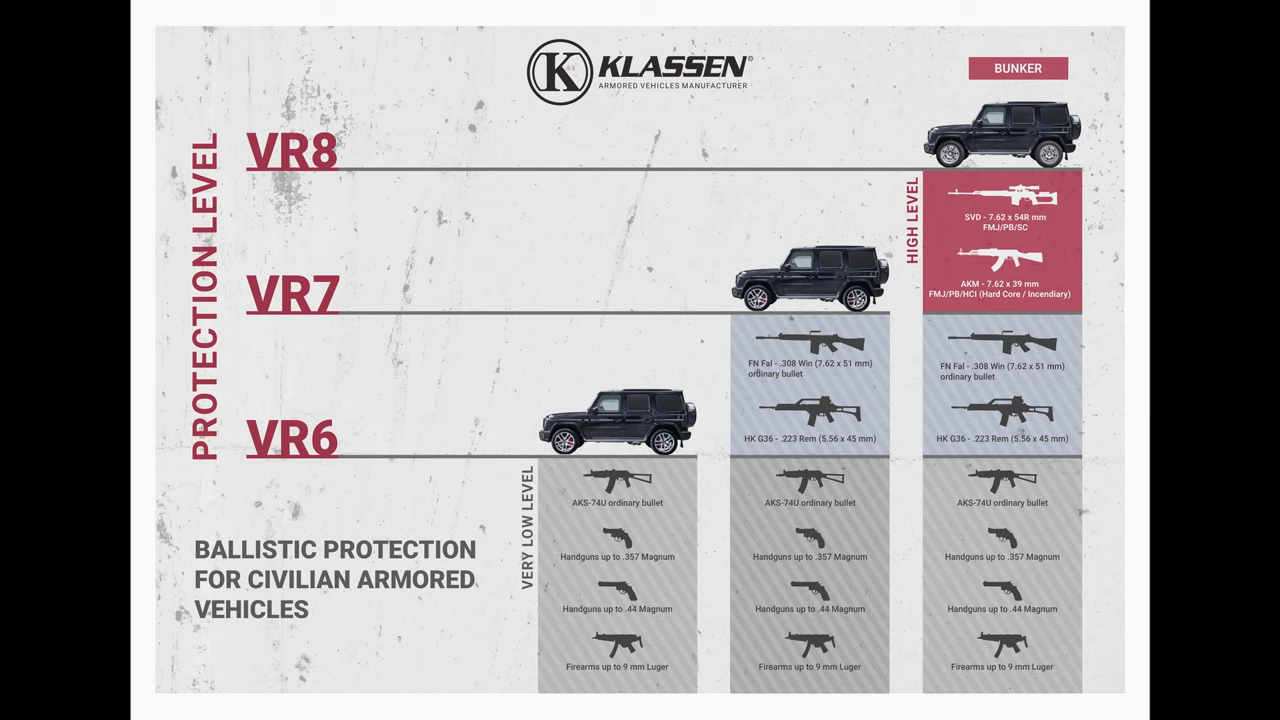 K
KLASSEN®
ARMORED VEHICLES MANUFACTURER
BUNKER
PROTECTION LEVEL
VR8
HIGH LEVEL
SVD - 7.62 x 54R mm
FMJ/PB/SC
AKM - 7.62 x 39 mm
FMJ/PB/HCI (Hard Core / Incendiary)
VR7
FN Fal - .308 Win (7.62 x 51 mm)
ordinary bullet
HK G36 - .223 Rem (5.56 x 45 mm)
FN Fal - .308 Win (7.62 x 51 mm)
ordinary bullet
HK G36 - .223 Rem (5.56 x 45 mm)
VR6
VERY LOW LEVEL
AKS-74U ordinary bullet
Handguns up to .357 Magnum
Handguns up to .44 Magnum
Firearms up to 9 mm Luger
AKS-74U ordinary bullet
Handguns up to .357 Magnum
Handguns up to .44 Magnum
Firearms up to 9 mm Luger
AKS-74U ordinary bullet
Handguns up to .357 Magnum
Handguns up to .44 Magnum
Firearms up to 9 mm Luger
BALLISTIC PROTECTION
FOR CIVILIAN ARMORED
VEHICLES